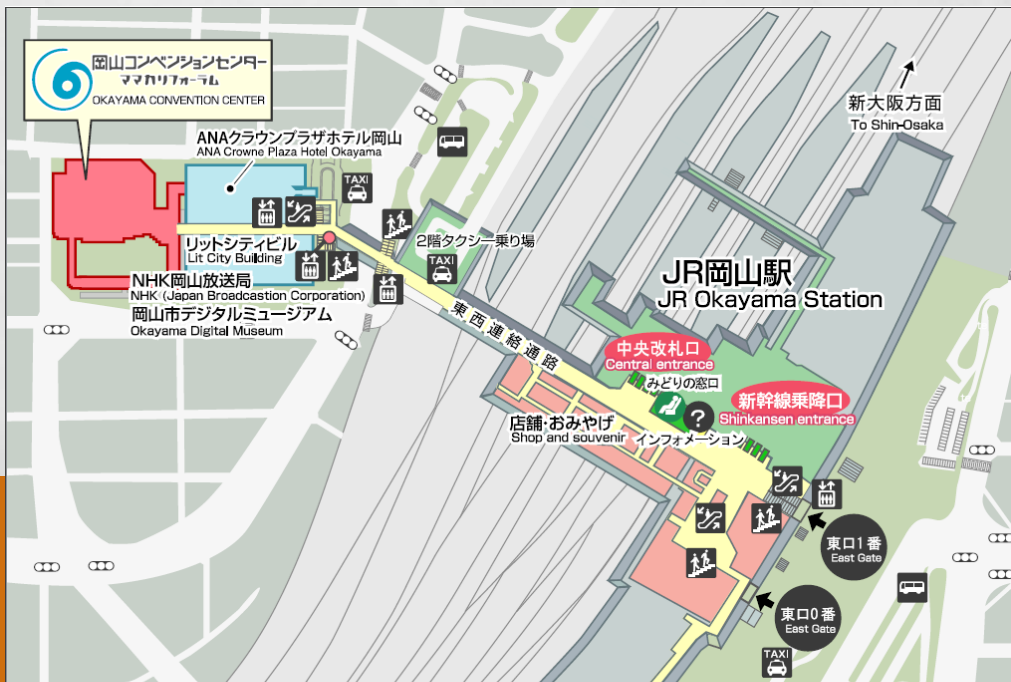 岡山コンベンションセンター
ママカリフォーラム
OKAYAMA CONVENTION CENTER
新大阪方面
To Shin-Osaka
ANAクラウンプラザホテル岡山
ANA Crowne Plaza Hotel Okayama
TAXI
2階タクシー乗り場
TAXI
リットシティビル
Lit City Building
NHK岡山放送局
NHK (Japan Broadcastion Corporation)
岡山市デジタルミュージアム
Okayama Digital Museum
JR岡山駅
JR Okayama Station
東西連絡通路
中央改札口
Central entrance
みどりの窓口
新幹線乗降口
Shinkansen entrance
?
店舗・おみやげ
Shop and souvenir
インフォメーション
東口1番
East Gate
東口0番
East Gate
TAXI